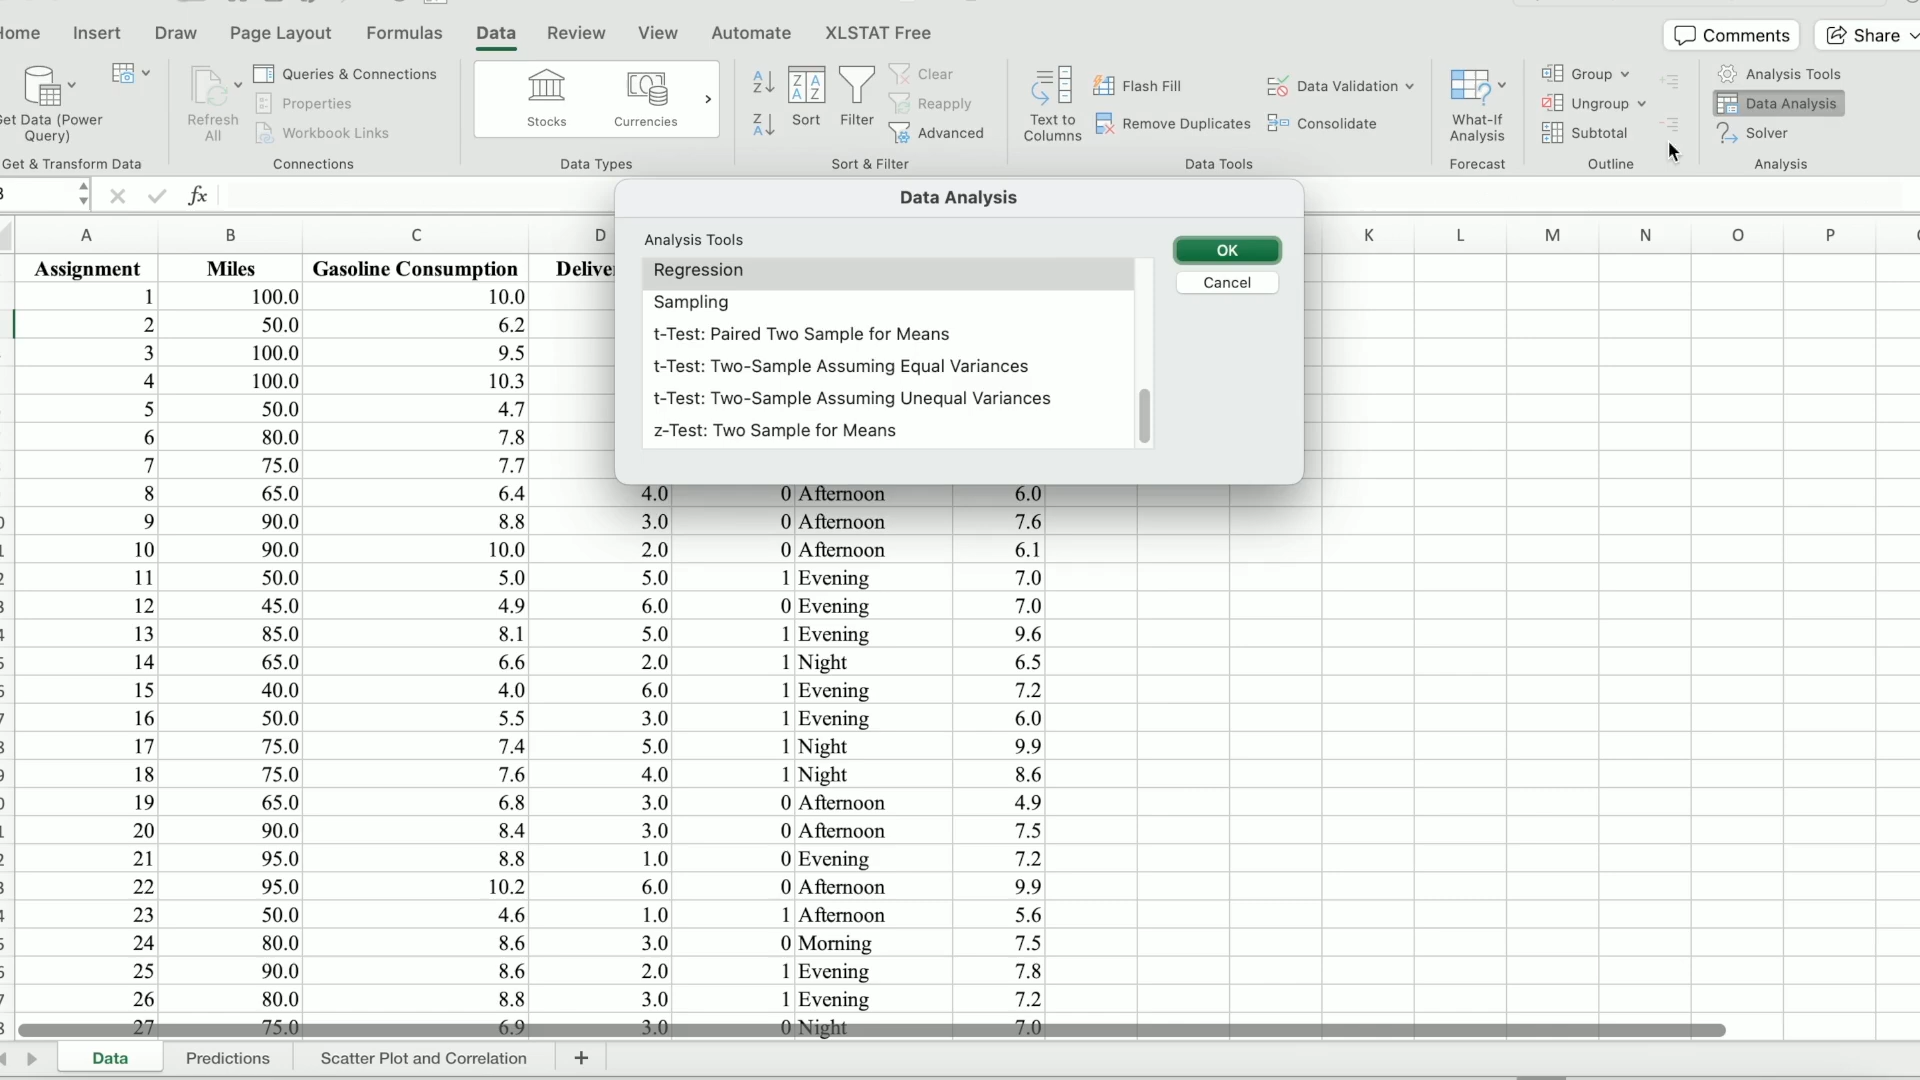 Insert Draw Page Layout Formulas Data Review View Automate XLSTAT Free Comments Share
Get Data (Power Query)
Get & Transform Data
Refresh All
Queries & Connections
Properties
Workbook Links
Connections
Stocks
Currencies
Data Types
Sort
Filter
Clear
Reapply
Advanced
Sort & Filter
Text to Columns
Flash Fill
Remove Duplicates
Data Validation
Consolidate
Data Tools
What-If Analysis
Forecast
Group
Ungroup
Subtotal
Outline
Analysis Tools
Data Analysis
Solver
Analysis
fx
Data Analysis
Analysis Tools
Regression
Sampling
t-Test: Paired Two Sample for Means
t-Test: Two-Sample Assuming Equal Variances
t-Test: Two-Sample Assuming Unequal Variances
z-Test: Two Sample for Means
OK
Cancel
A B C D K L M N O P
Assignment Miles Gasoline Consumption
1 100.0 10.0
2 50.0 6.2
3 100.0 9.5
4 100.0 10.3
5 50.0 4.7
6 80.0 7.8
7 75.0 7.7
8 65.0 6.4 4.0 0 Afternoon 6.0
9 90.0 8.8 3.0 0 Afternoon 7.6
10 90.0 10.0 2.0 0 Afternoon 6.1
11 50.0 5.0 5.0 1 Evening 7.0
12 45.0 4.9 6.0 0 Evening 7.0
13 85.0 8.1 5.0 1 Evening 9.6
14 65.0 6.6 2.0 1 Night 6.5
15 40.0 4.0 6.0 1 Evening 7.2
16 50.0 5.5 3.0 1 Evening 6.0
17 75.0 7.4 5.0 1 Night 9.9
18 75.0 7.6 4.0 1 Night 8.6
19 65.0 6.8 3.0 0 Afternoon 4.9
20 90.0 8.4 3.0 0 Afternoon 7.5
21 95.0 8.8 1.0 0 Evening 7.2
22 95.0 10.2 6.0 0 Afternoon 9.9
23 50.0 4.6 1.0 1 Afternoon 5.6
24 80.0 8.6 3.0 0 Morning 7.5
25 90.0 8.6 2.0 1 Evening 7.8
26 80.0 8.8 3.0 1 Evening 7.2
27 75.0 6.9 3.0 0 Night 7.0
Data Predictions Scatter Plot and Correlation +